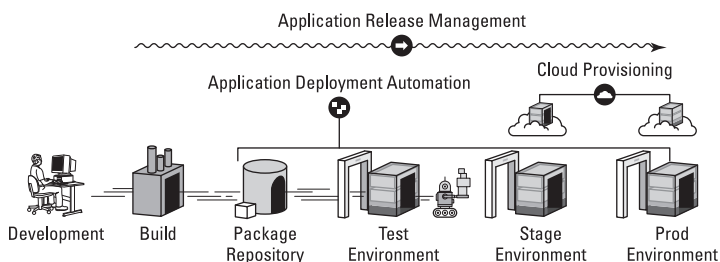 Application Release Management
Application Deployment Automation
Cloud Provisioning
Development
Build
Package
Repository
Test
Environment
Stage
Environment
Prod
Environment